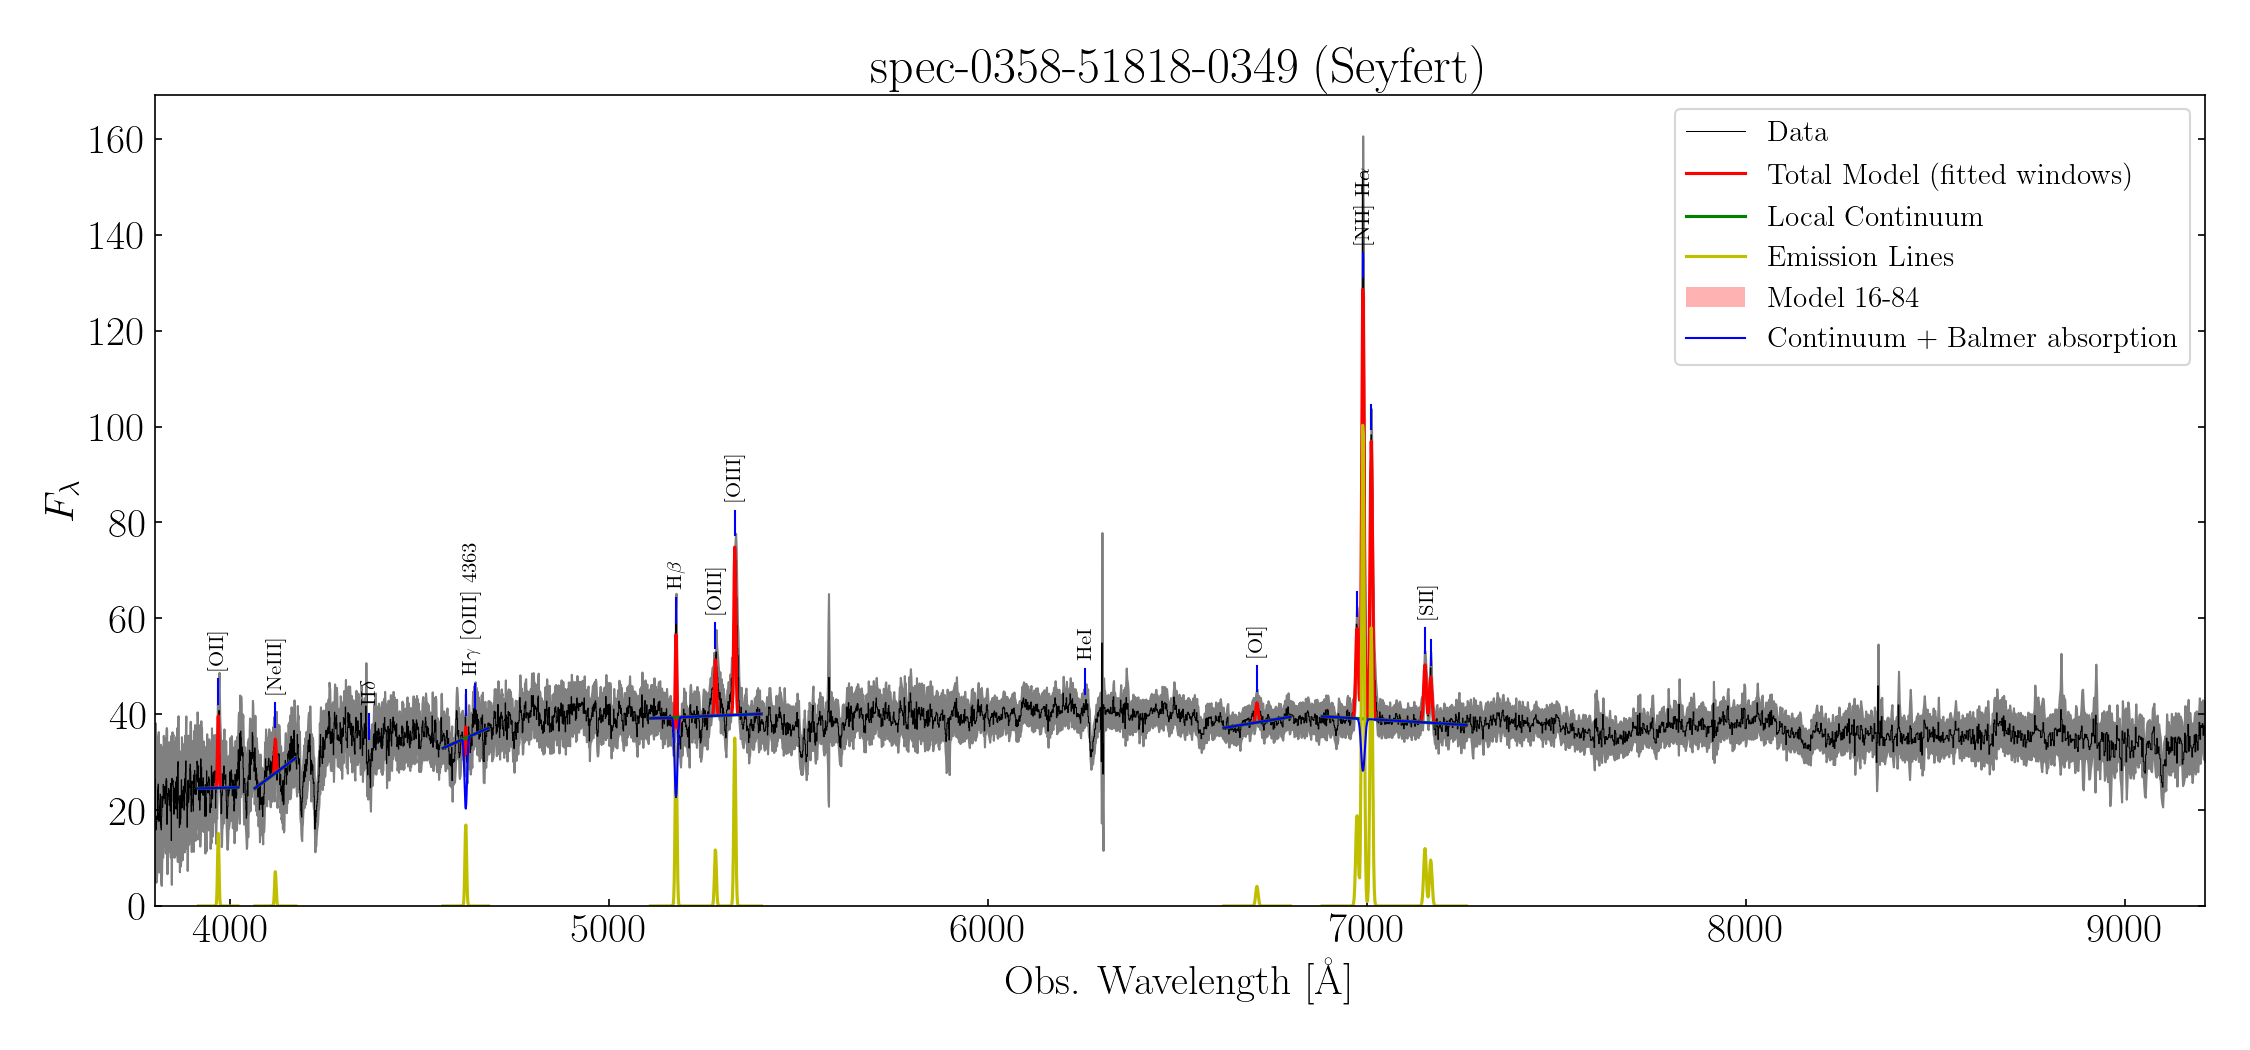 spec-0358-51818-0349 (Seyfert)
Data
Total Model (fitted windows)
Local Continuum
Emission Lines
Model 16-84
Continuum + Balmer absorption
160
140
120
100
80
60
40
20
0
Fλ
[OII]
[NeIII]
Hδ
Hγ
[OIII] 4363
Hβ
[OIII]
[OIII]
HeI
[OI]
Hα
[SII]
4000
5000
6000
7000
8000
9000
Obs. Wavelength [Å]